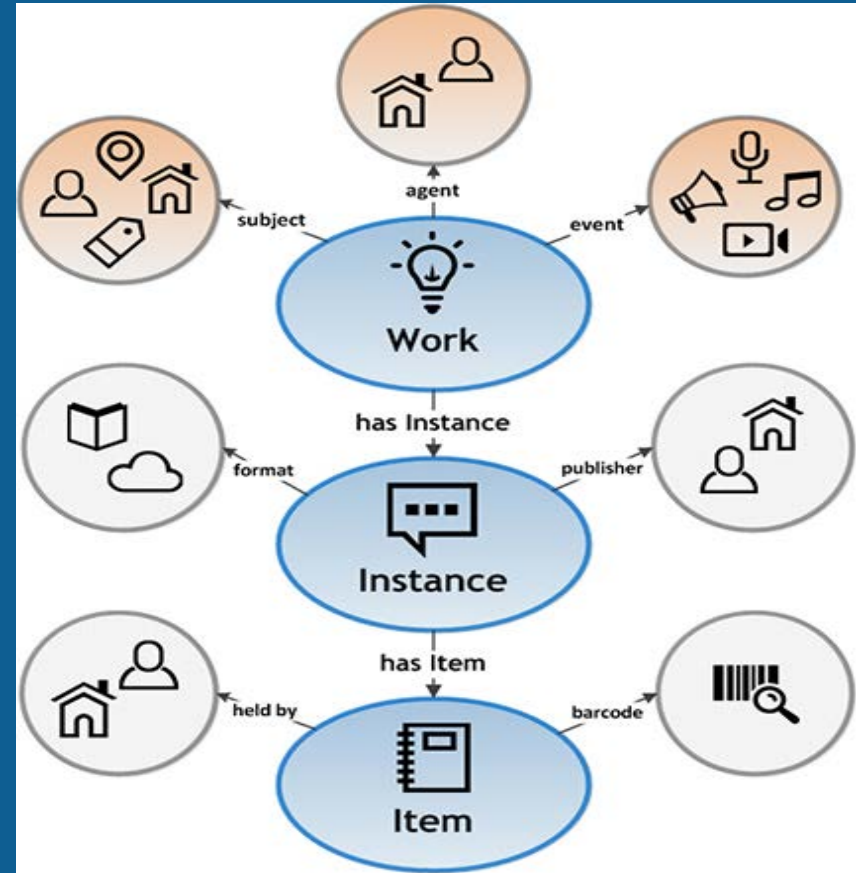 agent
subject
event
Work
has Instance
format
publisher
Instance
has Item
held by
barcode
Item